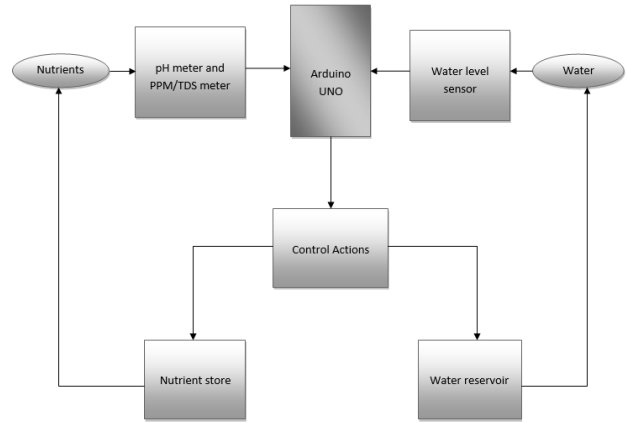 Nutrients
pH meter and
PPM/TDS meter
Arduino
UNO
Water level
sensor
Water
Control Actions
Nutrient store
Water reservoir